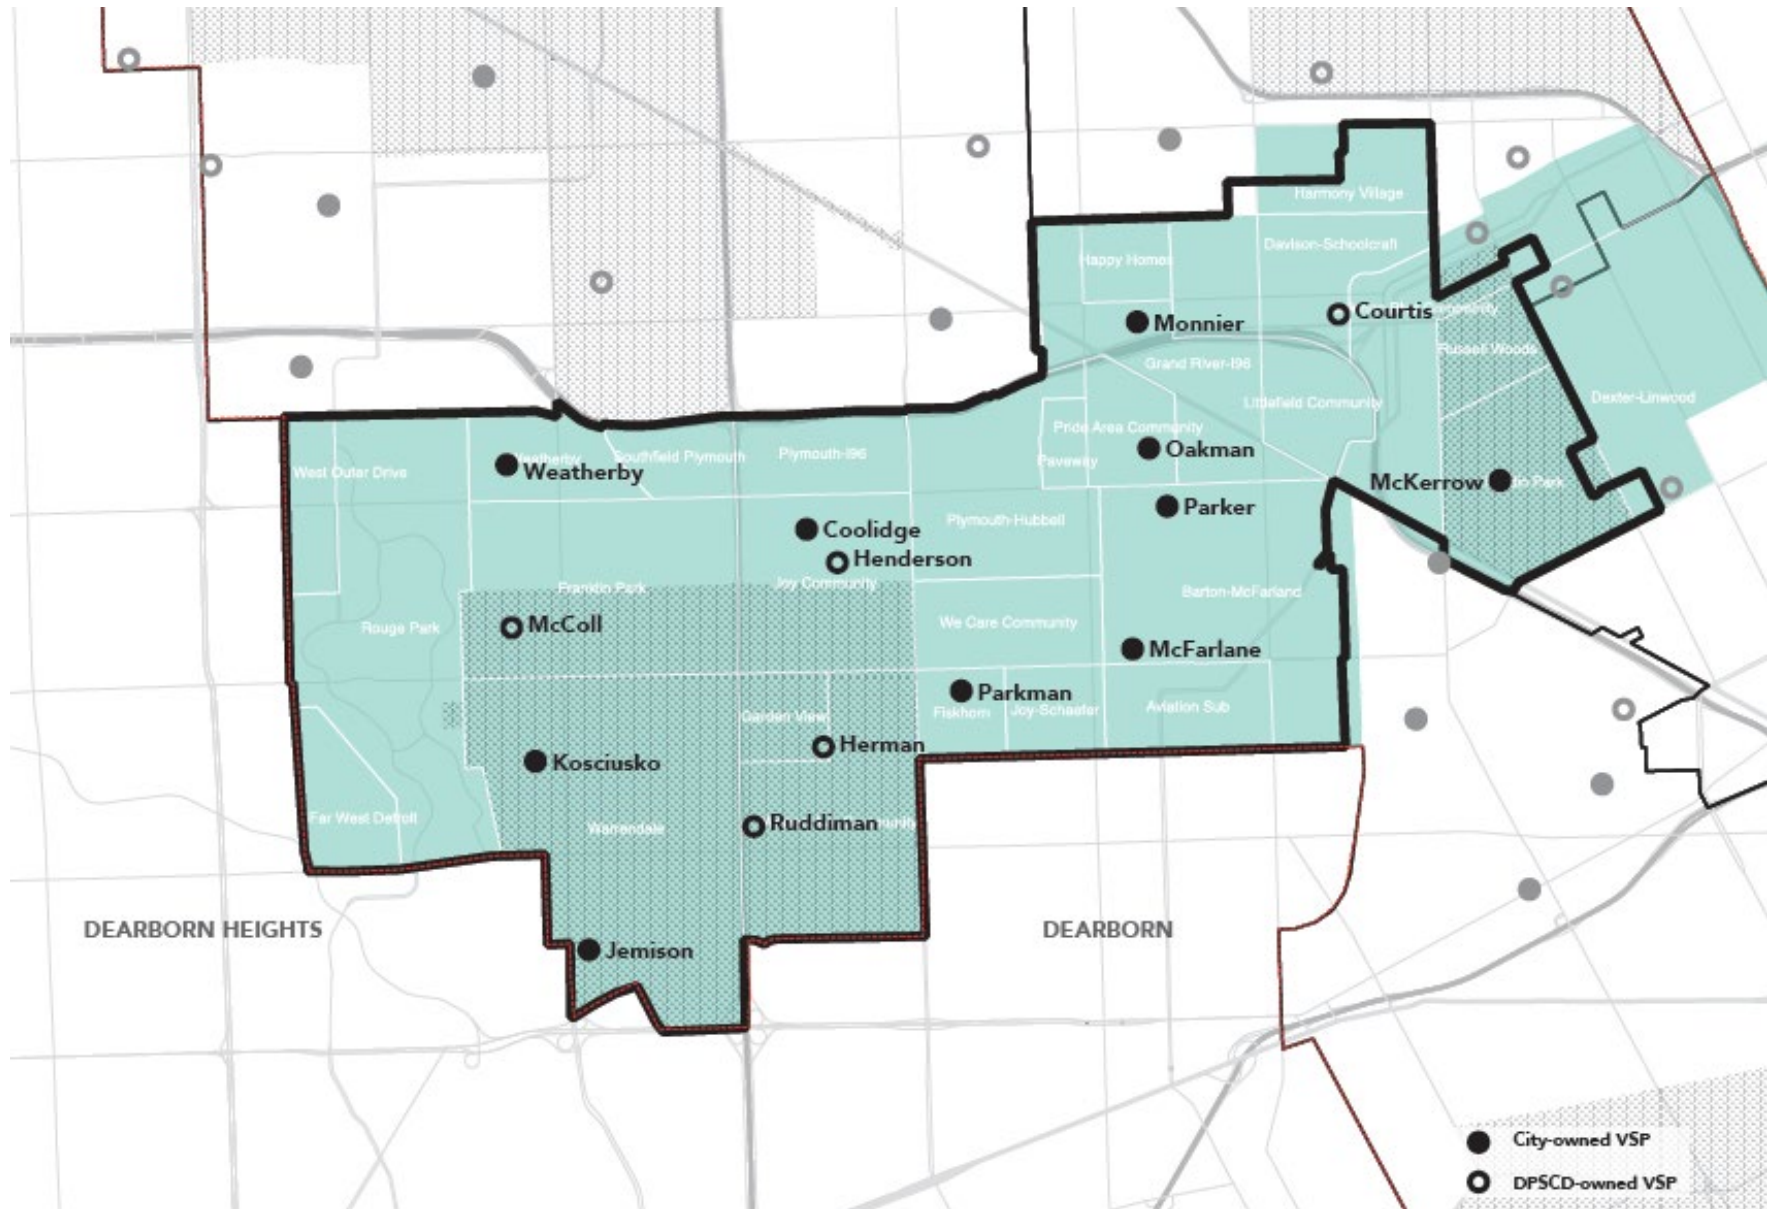 Harmony Village
Davison-Schoolcraft
Happy Homes
Courtis
Monnier
Russell Woods
Grand River-I96
Dexter-Linwood
Littlefield Community
Pride Area Community
Oakman
Paveway
McKerrow
Parker
West Outer Drive
Weatherby
Southfield Plymouth
Plymouth-I96
Coolidge
Plymouth-Hubbell
Henderson
Joy Community
Franklin Park
Barton-McFarland
McColl
Rouge Park
We Care Community
McFarlane
Parkman
Fiskhorn
Joy-Schaefer
Aviation Sub
Garden View
Herman
Kosciusko
Far West Detroit
Warrendale
Ruddiman
DEARBORN HEIGHTS
DEARBORN
Jemison
City-owned VSP
DPSCD-owned VSP